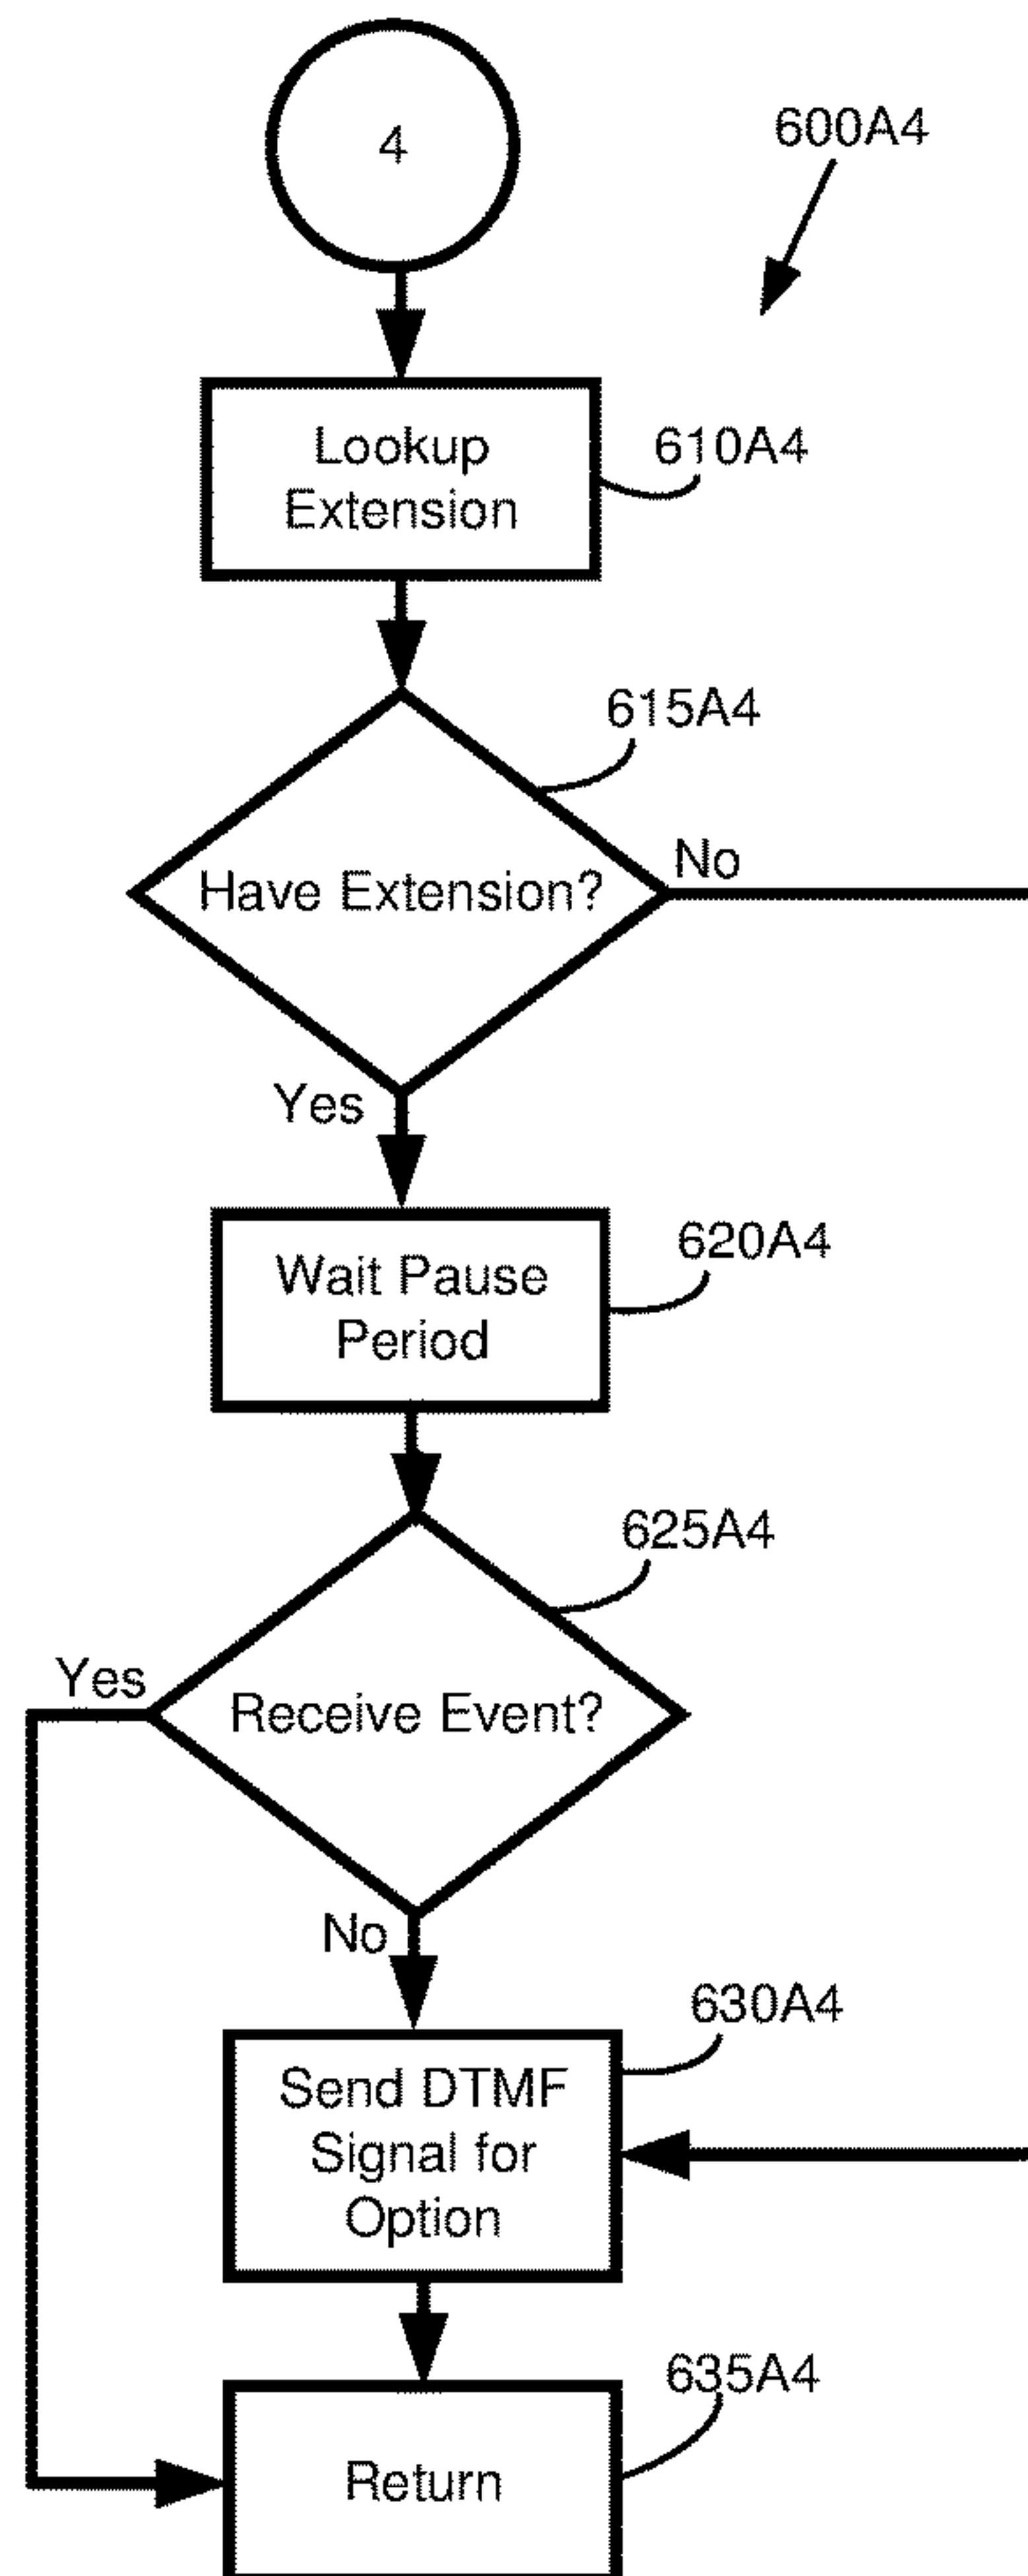 4
600A4
Lookup
Extension
610A4
615A4
Have Extension?
No
Yes
620A4
Wait Pause
Period
625A4
Yes
Receive Event?
No
630A4
Send DTMF
Signal for
Option
635A4
Return